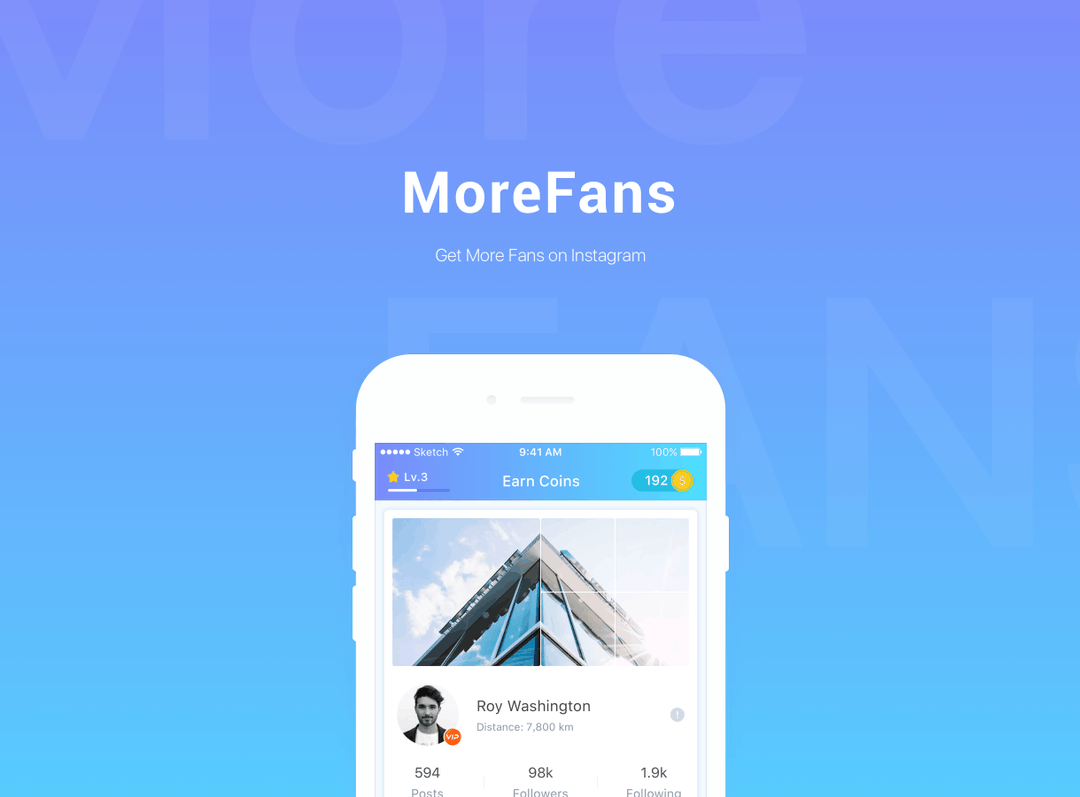 More
MoreFans
Get More Fans on Instagram
FANS
Sketch 9:41 AM 100%
Lv.3 Earn Coins 192 $
Roy Washington
Distance: 7,800 km
VIP
!
594 98k 1.9k
Posts Followers Following